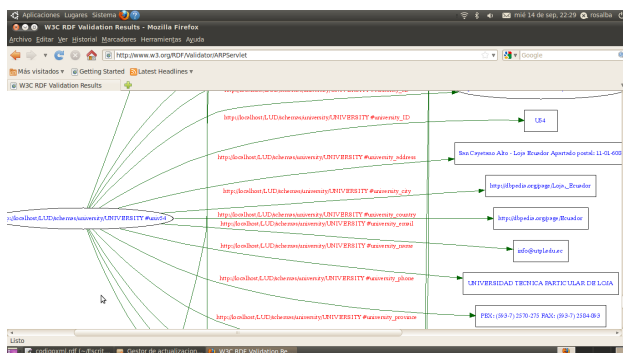 Aplicaciones Lugares Sistema
mié 14 de sep, 22:29 rosalba
W3C RDF Validation Results - Mozilla Firefox
Archivo Editar Ver Historial Marcadores Herramientas Ayuda
http://www.w3.org/RDF/Validator/ARPServlet
Google
Más visitados Getting Started Latest Headlines
W3C RDF Validation Results
http://localhost/LUD/schemas/university/UNIVERSITY #university_ID
U54
http://localhost/LUD/schemas/university/UNIVERSITY #university_address
San Cayetano Alto - Loja Ecuador Apartado postal: 11-01-608
http://localhost/LUD/schemas/university/UNIVERSITY #university_city
http://dbpedia.org/page/Loja,_Ecuador
http://localhost/LUD/schemas/university/UNIVERSITY #university_country
http://dbpedia.org/page/Ecuador
://localhost/LUD/schemas/university/UNIVERSITY #univ54
http://localhost/LUD/schemas/university/UNIVERSITY #university_email
info@utpl.edu.ec
http://localhost/LUD/schemas/university/UNIVERSITY #university_name
UNIVERSIDAD TECNICA PARTICULAR DE LOJA
http://localhost/LUD/schemas/university/UNIVERSITY #university_phone
http://localhost/LUD/schemas/university/UNIVERSITY #university_province
PBX: (593-7) 2570-275 FAX: (593-7) 2584-893
Listo
codigoxml.rdf (~/Escrit... Gestor de actualizacion... W3C RDF Validation Re...